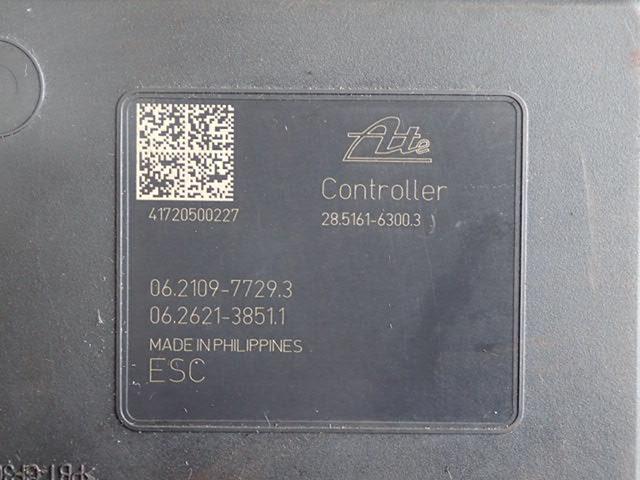 Ate
Controller
28.5161-6300.3
41720500227
06.2109-7729.3
06.2621-3851.1
MADE IN PHILIPPINES
ESC